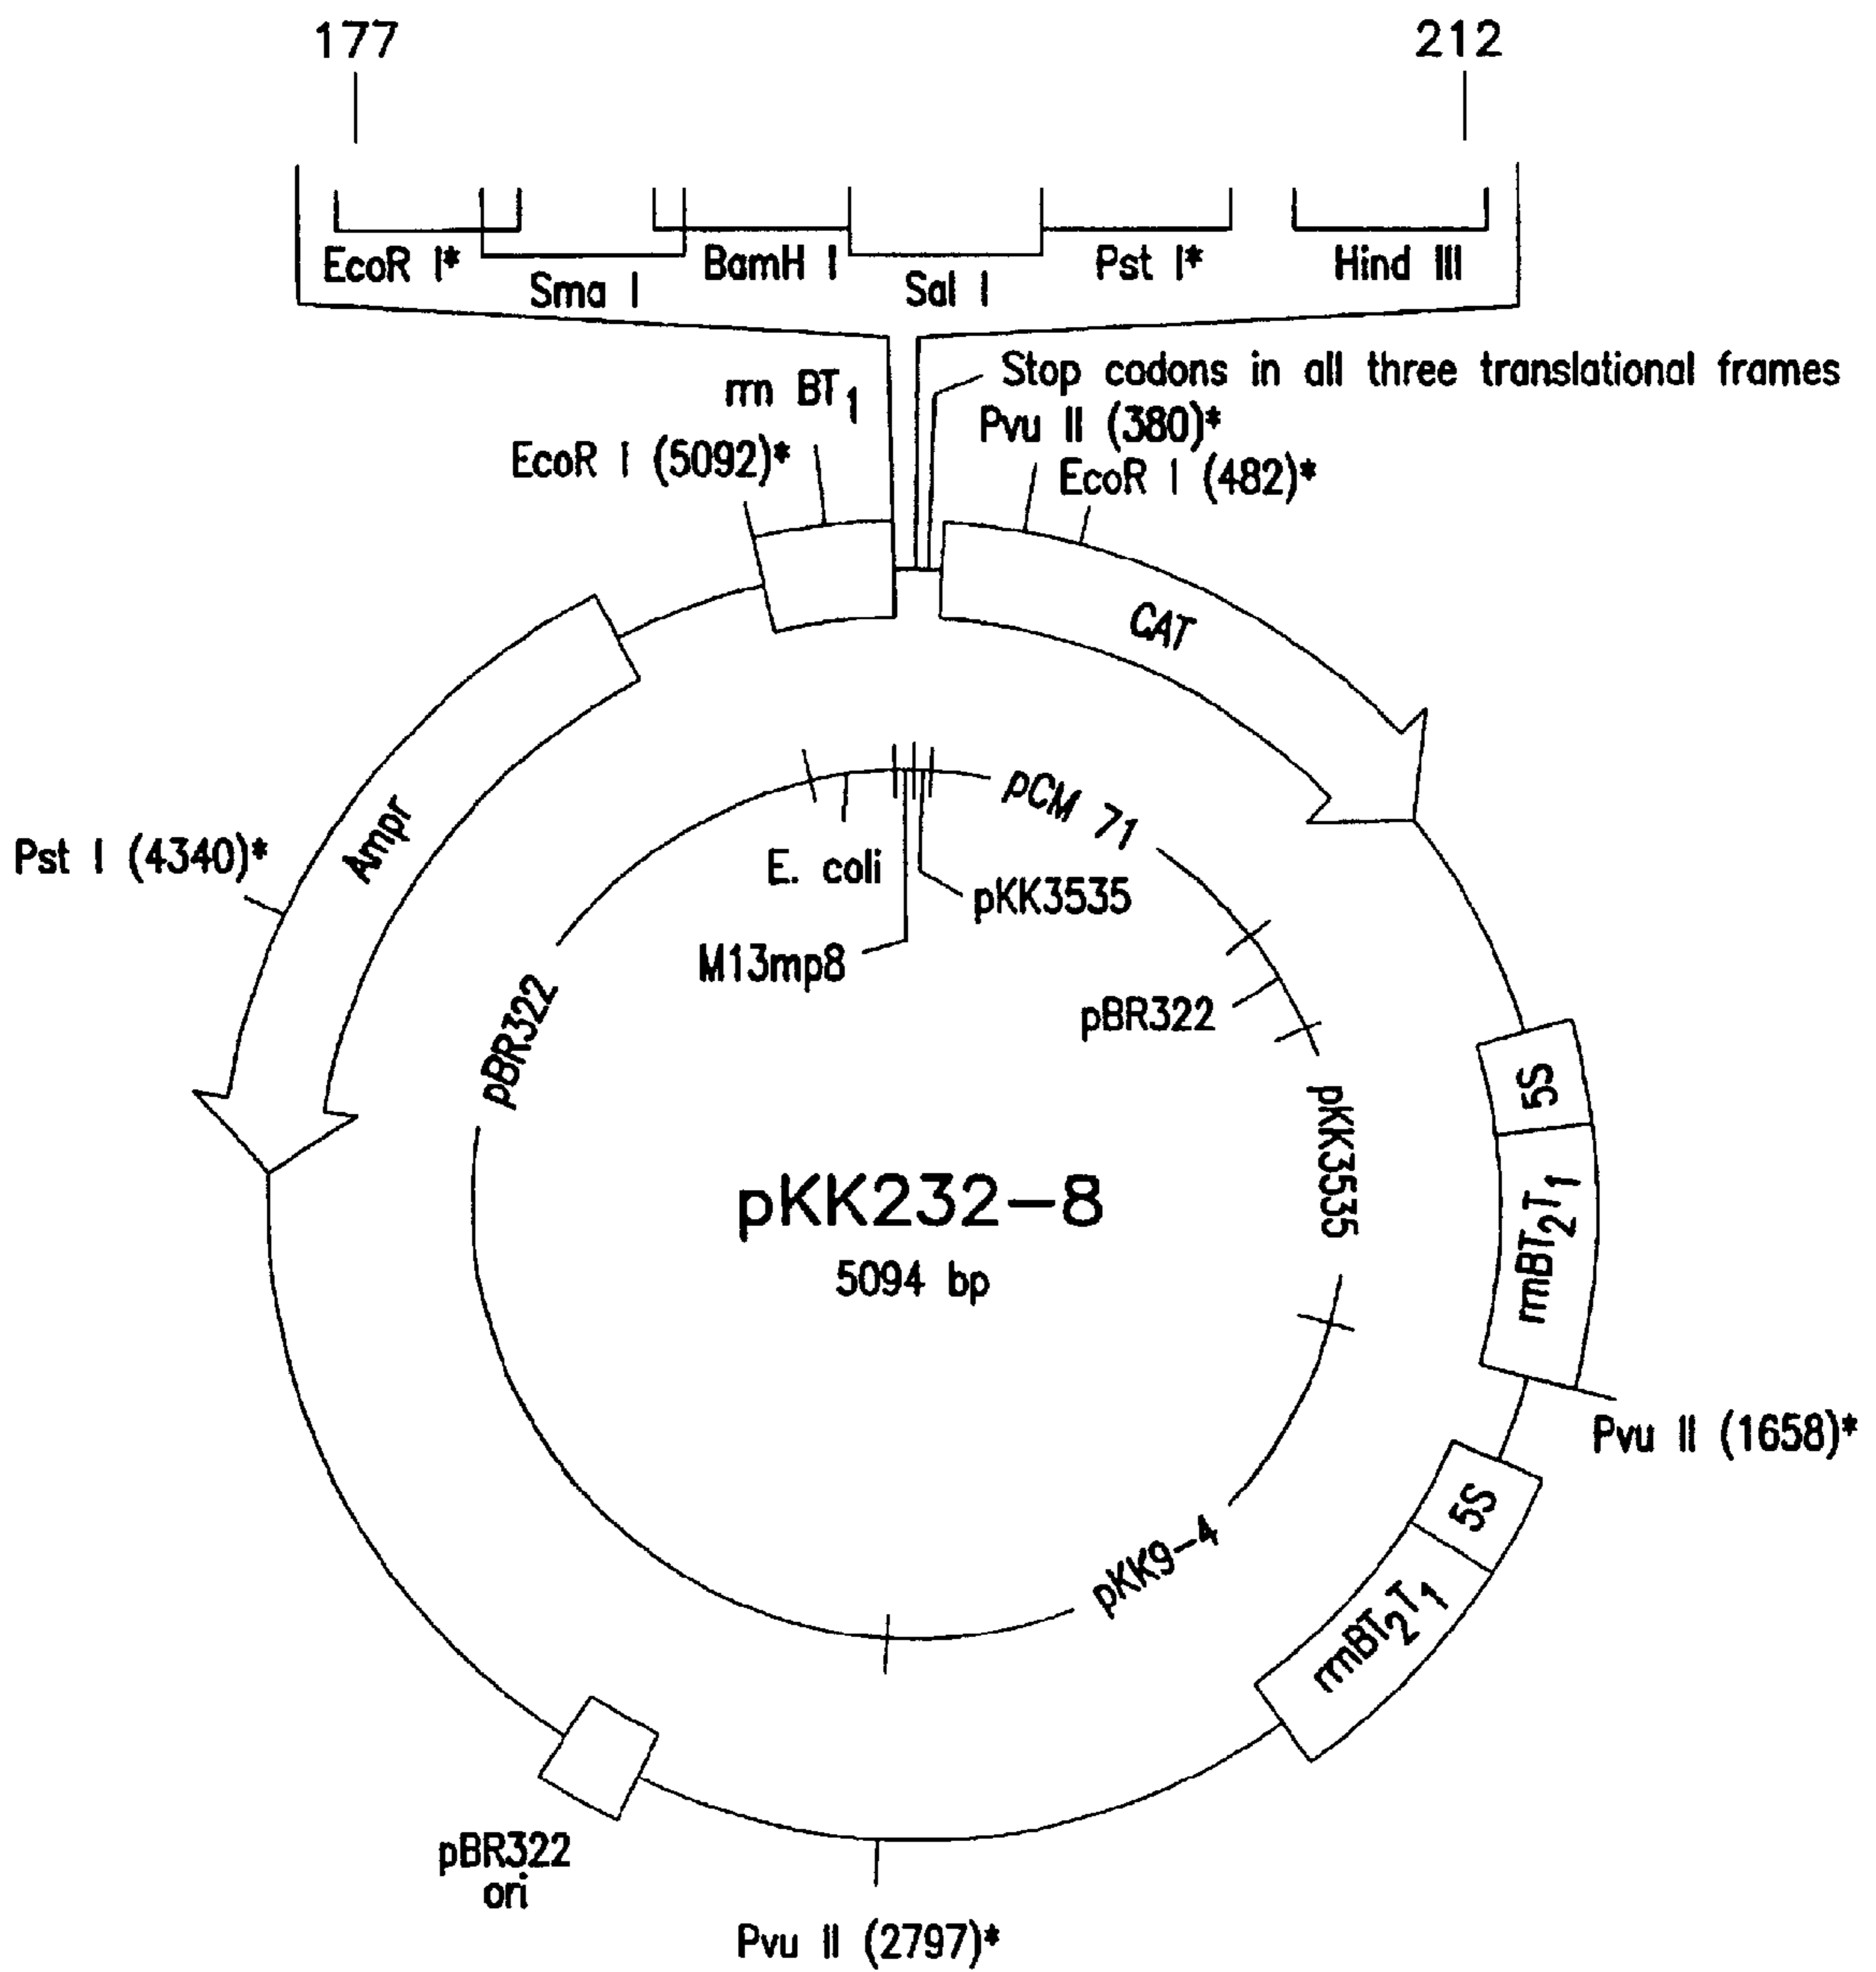 177
212
EcoR I*
Sma I
BamH I
Sal I
Pst I*
Hind III
Stop codons in all three translational frames
rrn BT1
Pvu II (380)*
EcoR I (5092)*
EcoR I (482)*
CAT
pCM 71
Ampr
Pst I (4340)*
E. coli
pKK3535
M13mp8
pBR322
pBR322
5S
pKK3535
rrnBT2T1
pKK232-8
5094 bp
Pvu II (1658)*
5S
pKK9-4
rrnBT2T1
pBR322
ori
Pvu II (2797)*